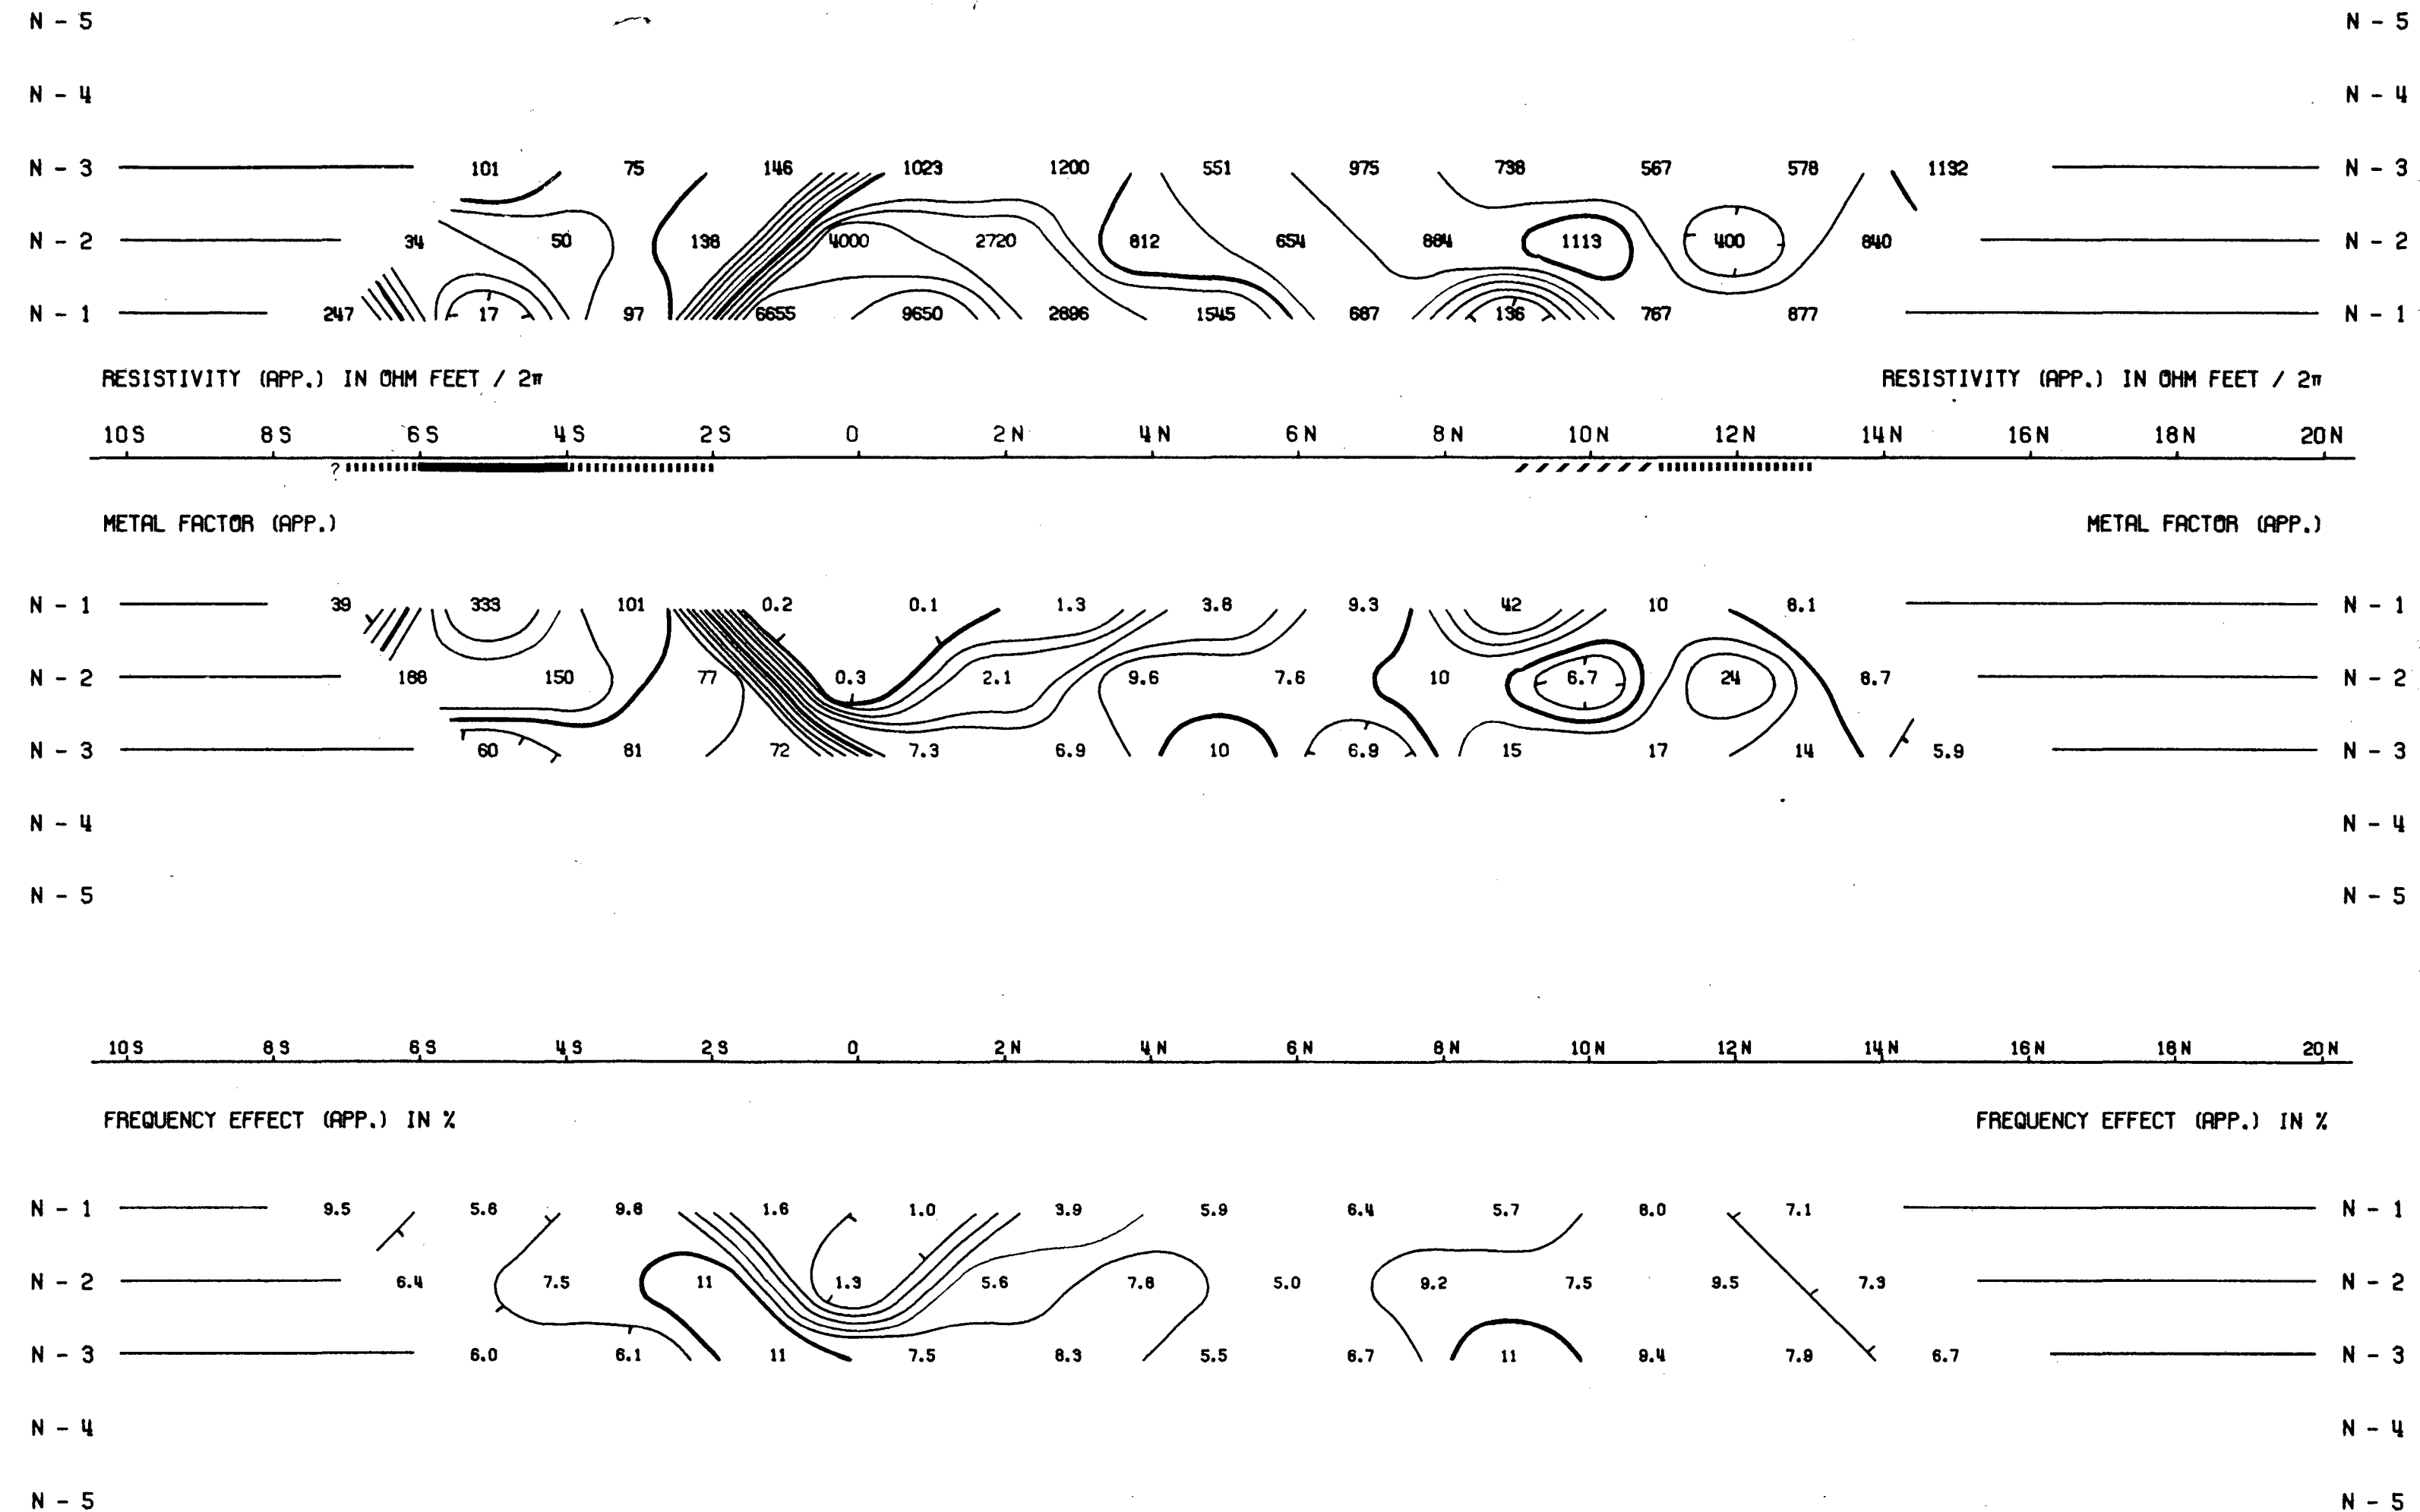 N - 5 N - 5
N - 4 N - 4
N - 3 101 75 146 1023 1200 551 975 738 567 578 1132 N - 3
N - 2 34 50 138 4000 2720 812 654 884 1113 400 840 N - 2
N - 1 247 17 97 6655 9650 2896 1545 687 136 767 877 N - 1
RESISTIVITY (APP.) IN OHM FEET / 2π RESISTIVITY (APP.) IN OHM FEET / 2π
10S 8S 6S 4S 2S 0 2N 4N 6N 8N 10N 12N 14N 16N 18N 20N
?
METAL FACTOR (APP.) METAL FACTOR (APP.)
N - 1 39 333 101 0.2 0.1 1.3 3.8 9.3 42 10 8.1 N - 1
N - 2 188 150 77 0.3 2.1 9.6 7.6 10 6.7 24 8.7 N - 2
N - 3 60 81 72 7.3 6.9 10 6.9 15 17 14 5.9 N - 3
N - 4 N - 4
N - 5 N - 5
10S 8S 6S 4S 2S 0 2N 4N 6N 8N 10N 12N 14N 16N 18N 20N
FREQUENCY EFFECT (APP.) IN % FREQUENCY EFFECT (APP.) IN %
N - 1 9.5 5.6 9.8 1.6 1.0 3.9 5.9 6.4 5.7 8.0 7.1 N - 1
N - 2 6.4 7.5 11 1.3 5.6 7.8 5.0 9.2 7.5 9.5 7.3 N - 2
N - 3 6.0 6.1 11 7.5 8.3 5.5 6.7 11 9.4 7.9 6.7 N - 3
N - 4 N - 4
N - 5 N - 5